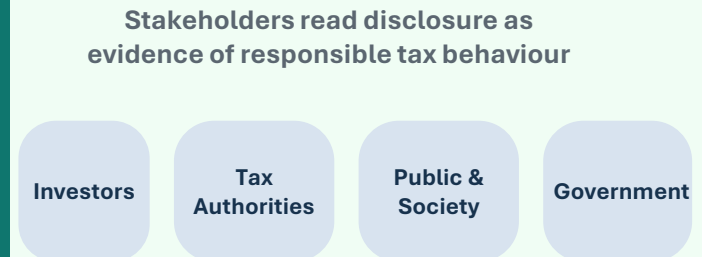 Stakeholders read disclosure as
evidence of responsible tax behaviour
Investors
Tax
Authorities
Public &
Society
Government